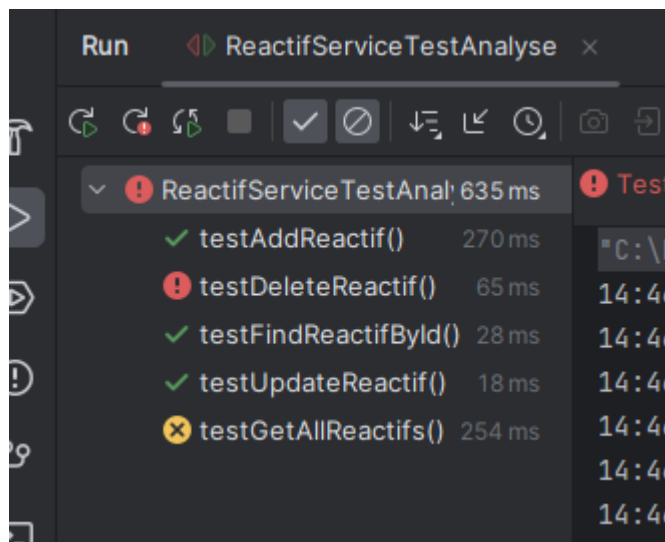 Run ReactifServiceTestAnalyse
ReactifServiceTestAnaly 635 ms
testAddReactif() 270 ms
testDeleteReactif() 65 ms
testFindReactifById() 28 ms
testUpdateReactif() 18 ms
testGetAllReactifs() 254 ms
Tes
"C:\
14:4
14:4
14:4
14:4
14:4
14:4